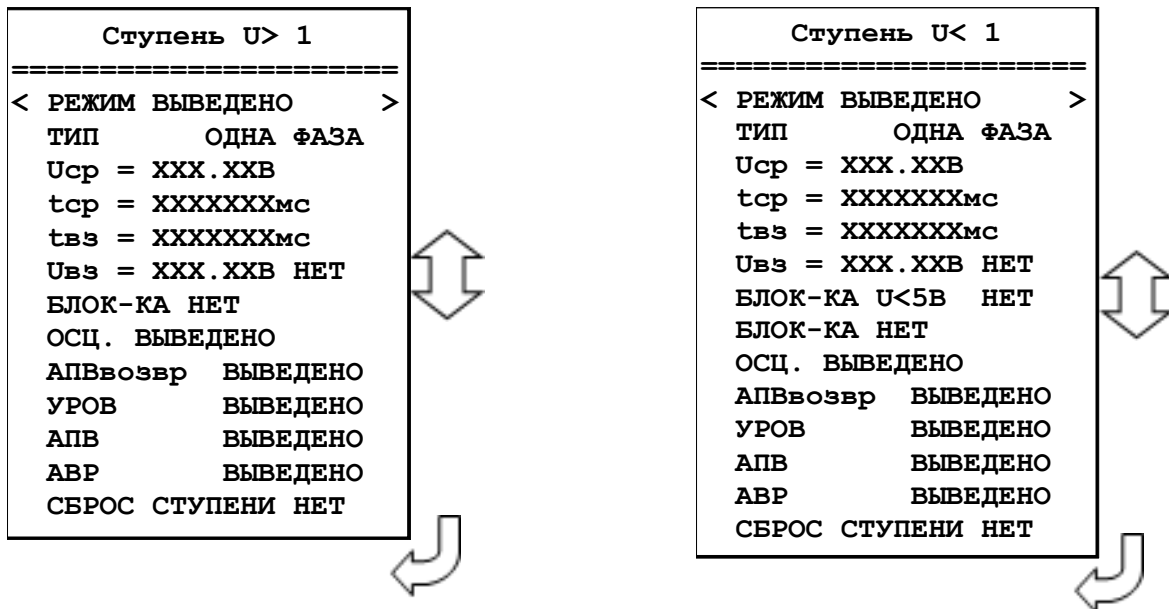 Ступень U> 1
======================
< РЕЖИМ ВЫВЕДЕНО >
ТИП ОДНА ФАЗА
Uср = XXX.XXВ
tср = XXXXXXXмс
tвз = XXXXXXXмс
Uвз = XXX.XXВ НЕТ
БЛОК-КА НЕТ
ОСЦ. ВЫВЕДЕНО
АПВвозвр ВЫВЕДЕНО
УРОВ ВЫВЕДЕНО
АПВ ВЫВЕДЕНО
АВР ВЫВЕДЕНО
СБРОС СТУПЕНИ НЕТ
Ступень U< 1
======================
< РЕЖИМ ВЫВЕДЕНО >
ТИП ОДНА ФАЗА
Uср = XXX.XXВ
tср = XXXXXXXмс
tвз = XXXXXXXмс
Uвз = XXX.XXВ НЕТ
БЛОК-КА U<5В НЕТ
БЛОК-КА НЕТ
ОСЦ. ВЫВЕДЕНО
АПВвозвр ВЫВЕДЕНО
УРОВ ВЫВЕДЕНО
АПВ ВЫВЕДЕНО
АВР ВЫВЕДЕНО
СБРОС СТУПЕНИ НЕТ